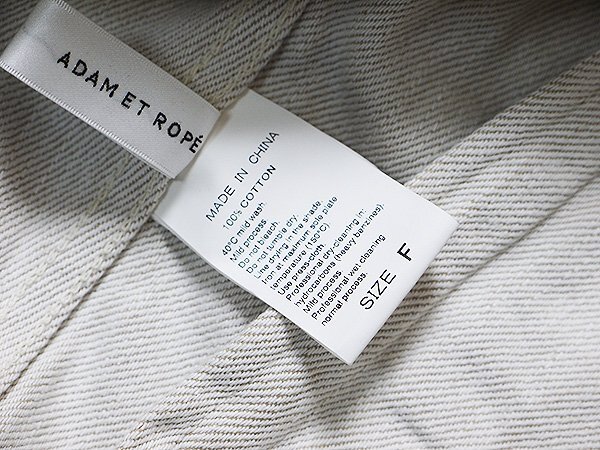 ADAM ET ROPÉ
MADE IN CHINA
100% COTTON
40°C mild wash.
Mild process.
Do not bleach.
Do not tumble dry.
Line drying in the shade.
Iron at maximum sole plate
temperature (150°C).
Use press-cloth.
Professional dry-cleaning in:
hydrocarbons (heavy benzines).
Mild process.
Professional wet cleaning
normal process.
SIZE F